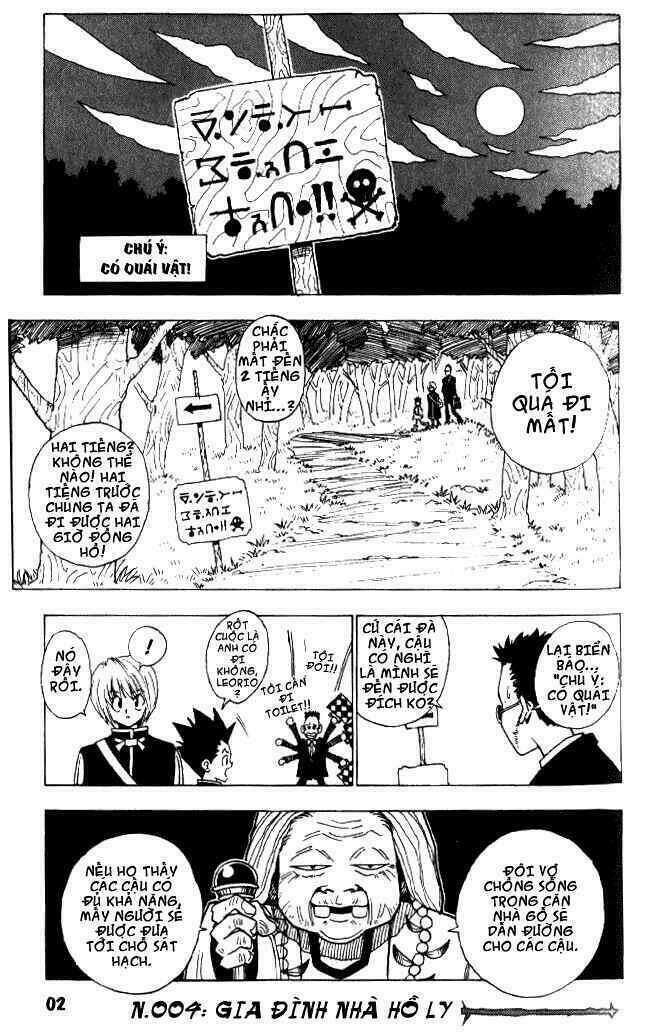 CHÚ Ý:
CÓ QUÁI VẬT!
TỐI
QUÁ ĐI
MẤT!
CHẮC
PHẢI
MẤT ĐẾN
2 TIẾNG
ẤY
NHỈ...?
HAI TIẾNG?
KHÔNG THỂ
NÀO! HAI
TIẾNG TRƯỚC
CHÚNG TA ĐÃ
ĐI ĐƯỢC HAI
GIỜ ĐỒNG
HỒ!
LẠI BIỂN
BÁO...
"CHÚ Ý:
CÓ QUÁI
VẬT!"
CỨ CÁI ĐÀ
NÀY, CẬU
CÓ NGHĨ
LÀ MÌNH SẼ
ĐẾN ĐƯỢC
ĐÍCH KO?
TÔI
ĐÓI!!
TÔI CẦN
ĐI
TOILET!!
RỐT
CUỘC LÀ
ANH CÓ
ĐI
KHÔNG,
LEORIO
?
!
NÓ
ĐÂY
RỒI.
ĐÔI VỢ
CHỒNG SỐNG
TRONG CĂN
NHÀ GỖ SẼ
DẪN ĐƯỜNG
CHO CÁC CẬU.
NẾU HỌ THẤY
CÁC CẬU CÓ
ĐỦ KHẢ NĂNG,
MẤY NGƯỜI SẼ
ĐƯỢC ĐƯA
TỚI CHỖ SÁT
HẠCH.
02
N.004: GIA ĐÌNH NHÀ HỒ LY